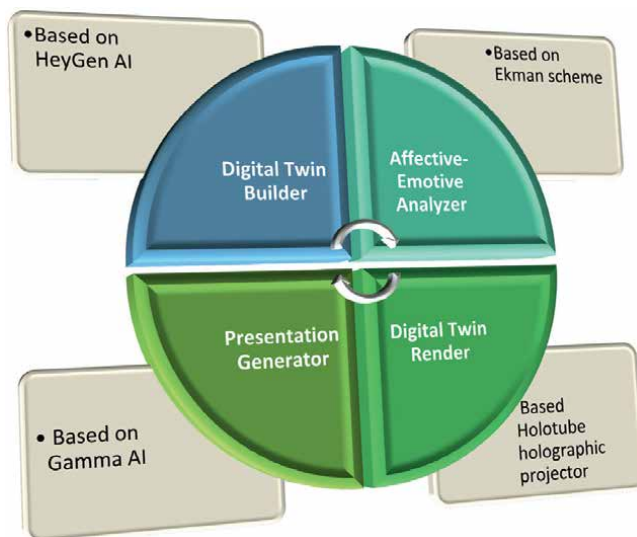 •Based on
HeyGen AI
•Based on
Ekman scheme
Digital Twin
Builder
Affective-
Emotive
Analyzer
Presentation
Generator
Digital Twin
Render
• Based on
Gamma AI
Based
Holotube
holographic
projector